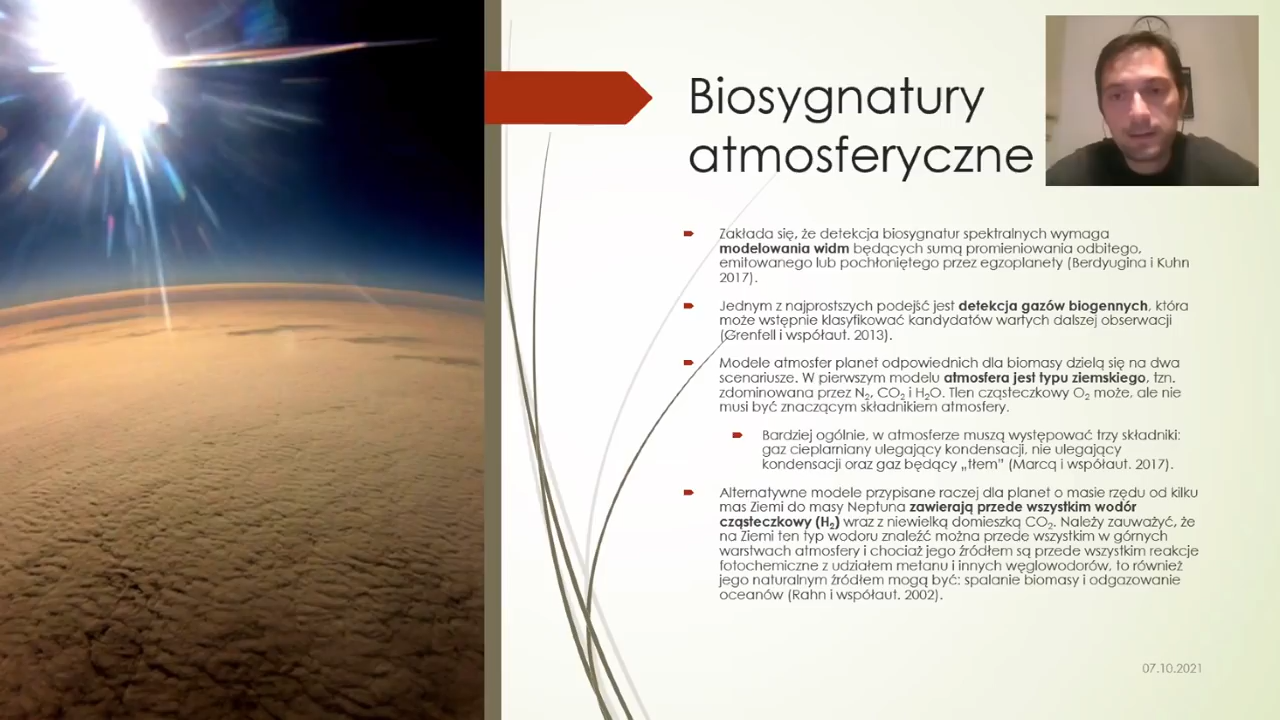 Biosygnatury
atmosferyczne
Zakłada się, że detekcja biosygnatur spektralnych wymaga
modelowania widm będących sumą promieniowania odbitego,
emitowanego lub pochłoniętego przez egzoplanety (Berdyugina i Kuhn
2017).
Jednym z najprostszych podejść jest detekcja gazów biogennych, która
może wstępnie klasyfikować kandydatów wartych dalszej obserwacji
(Grenfell i współaut. 2013).
Modele atmosfer planet odpowiednich dla biomasy dzielą się na dwa
scenariusze. W pierwszym modelu atmosfera jest typu ziemskiego, tzn.
zdominowana przez N₂, CO₂ i H₂O. Tlen cząsteczkowy O₂ może, ale nie
musi być znaczącym składnikiem atmosfery.
Bardziej ogólnie, w atmosferze muszą występować trzy składniki:
gaz cieplarniany ulegający kondensacji, nie ulegający
kondensacji oraz gaz będący „tłem” (Marcq i współaut. 2017).
Alternatywne modele przypisane raczej dla planet o masie rzędu od kilku
mas Ziemi do masy Neptuna zawierają przede wszystkim wodór
cząsteczkowy (H₂) wraz z niewielką domieszką CO₂. Należy zauważyć, że
na Ziemi ten typ wodoru znaleźć można przede wszystkim w górnych
warstwach atmosfery i chociaż jego źródłem są przede wszystkim reakcje
fotochemiczne z udziałem metanu i innych węglowodorów, to również
jego naturalnym źródłem mogą być: spalanie biomasy i odgazowanie
oceanów (Rahn i współaut. 2002).
07.10.2021